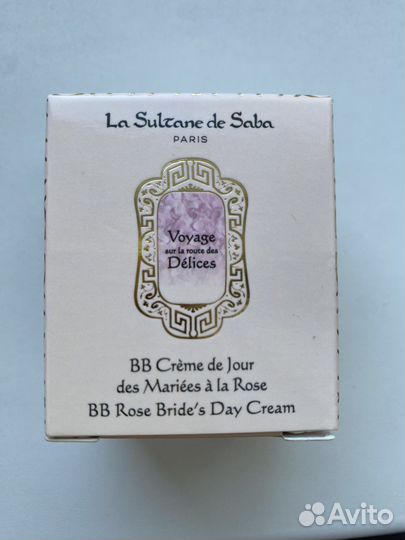 La Sultane de Saba
PARIS
Voyage
sur la route des
Délices
BB Crème de Jour
des Mariées à la Rose
BB Rose Bride's Day Cream
Avito